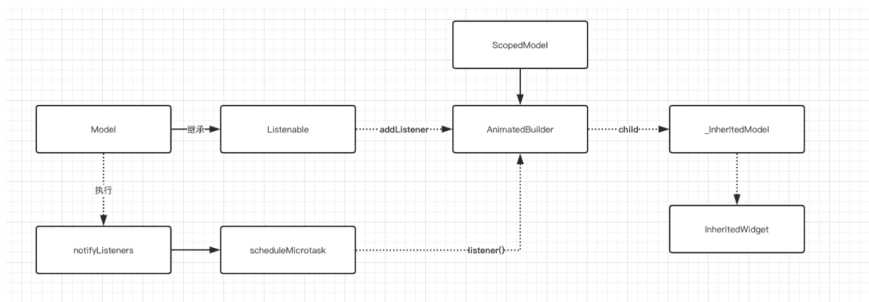 ScopedModel
Model
继承
Listenable
addListener
AnimatedBuilder
child
_InheritedModel
执行
notifyListeners
scheduleMicrotask
listener()
InheritedWidget